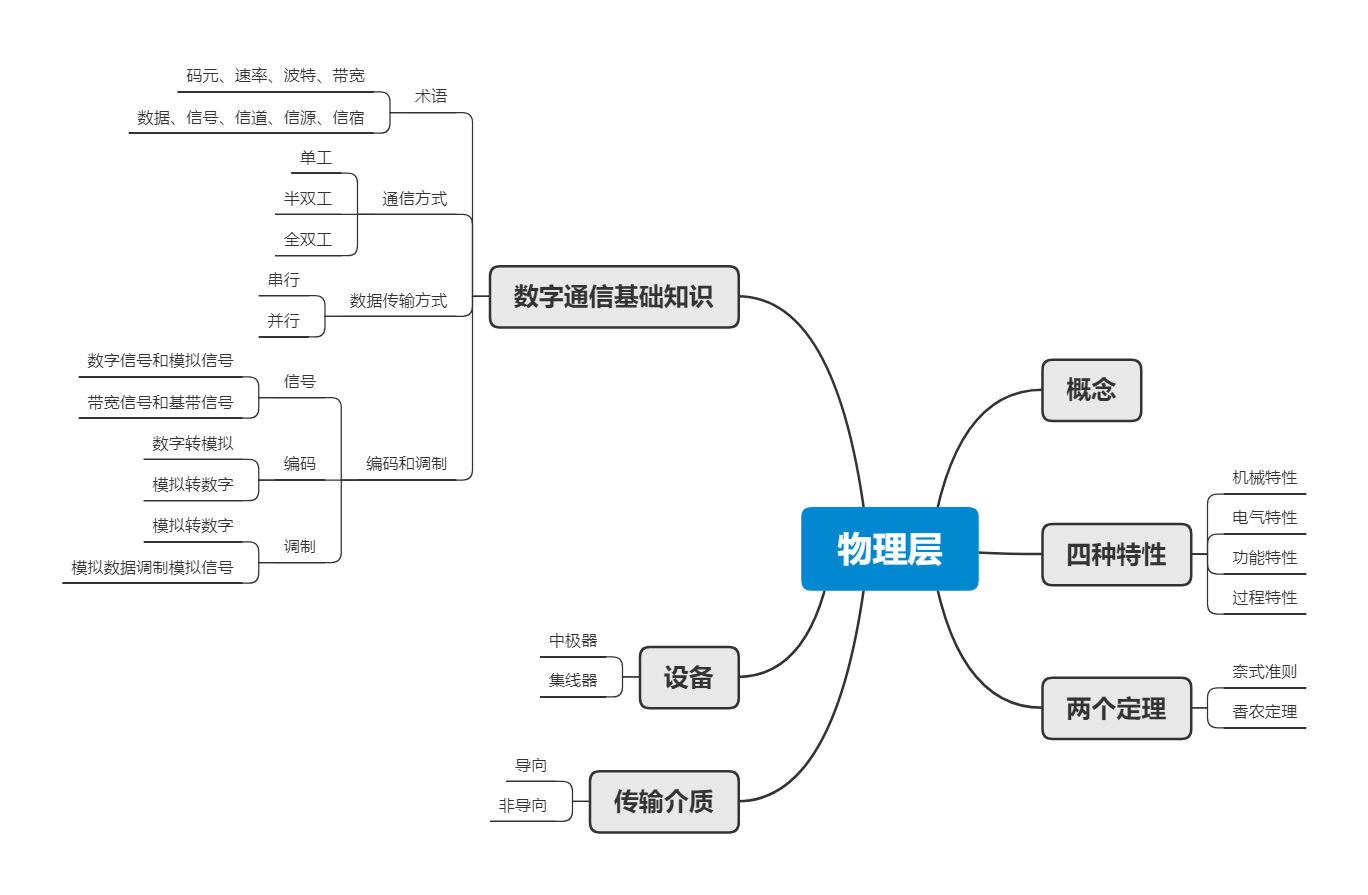 物理层
概念
四种特性
机械特性
电气特性
功能特性
过程特性
两个定理
奈式准则
香农定理
数字通信基础知识
术语
码元、速率、波特、带宽
数据、信号、信道、信源、信宿
通信方式
单工
半双工
全双工
数据传输方式
串行
并行
编码和调制
信号
数字信号和模拟信号
带宽信号和基带信号
编码
数字转模拟
模拟转数字
调制
模拟转数字
模拟数据调制模拟信号
设备
中极器
集线器
传输介质
导向
非导向